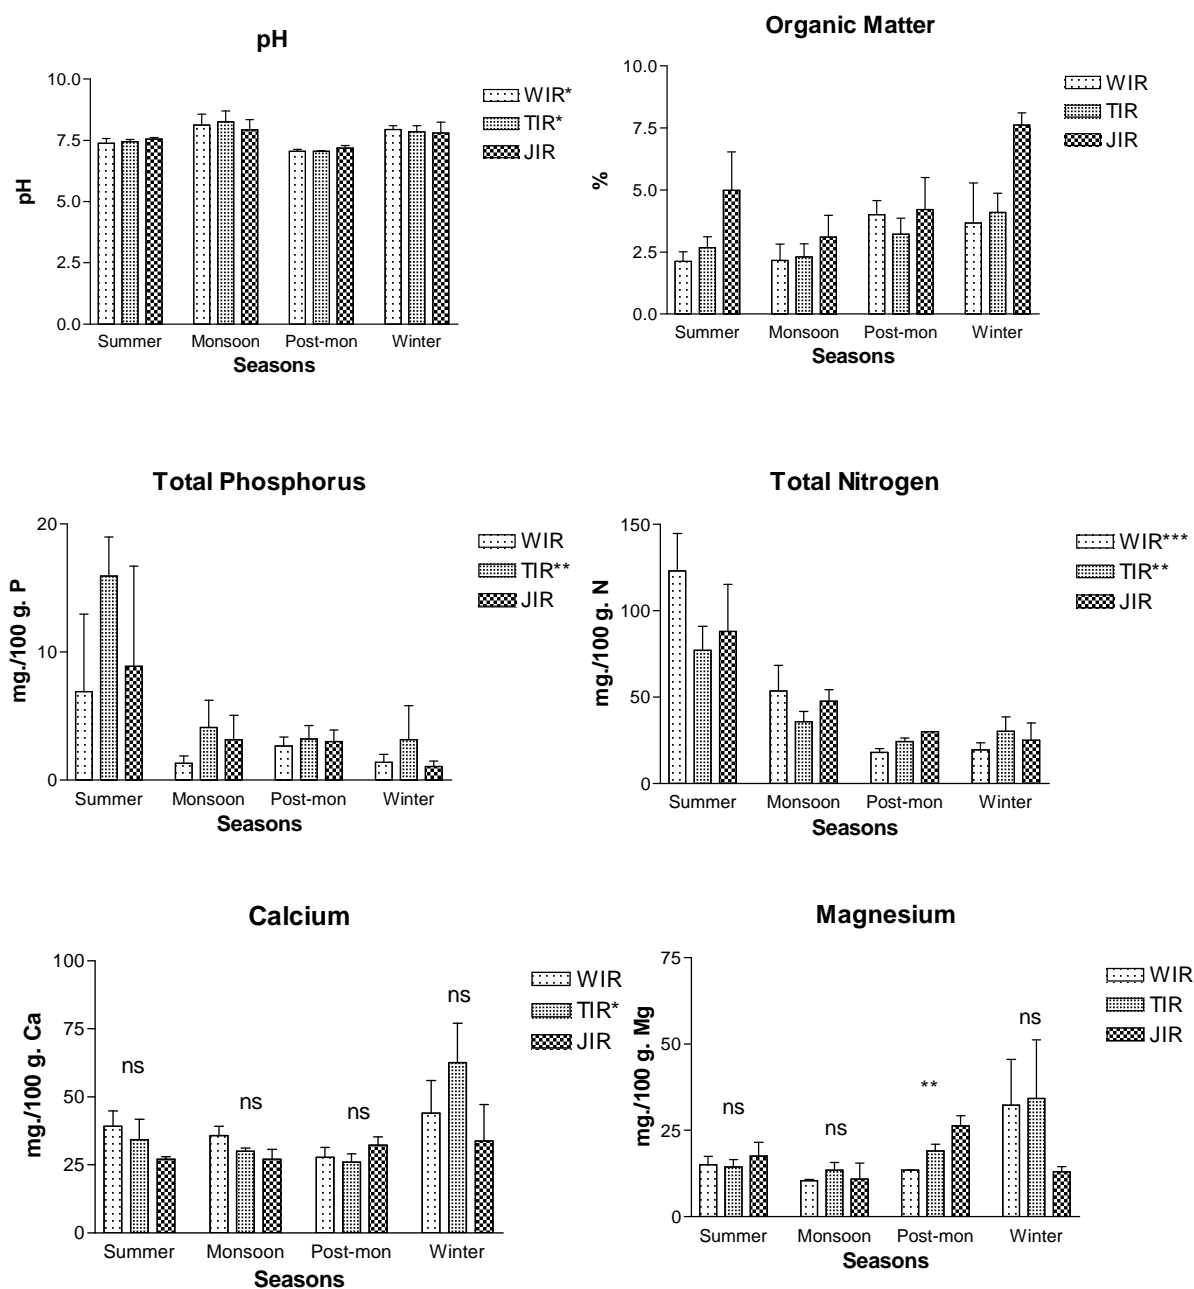 pH
10.0
7.5
5.0
2.5
0.0
pH
Summer Monsoon Post-mon Winter
Seasons
WIR*
TIR*
JIR
Organic Matter
10.0
7.5
5.0
2.5
0.0
%
Summer Monsoon Post-mon Winter
Seasons
WIR
TIR
JIR
Total Phosphorus
20
10
0
mg./100 g. P
Summer Monsoon Post-mon Winter
Seasons
WIR
TIR**
JIR
Total Nitrogen
150
100
50
0
mg./100 g. N
Summer Monsoon Post-mon Winter
Seasons
WIR***
TIR**
JIR
Calcium
100
75
50
25
0
mg./100 g. Ca
ns
ns
ns
ns
Summer Monsoon Post-mon Winter
Seasons
WIR
TIR*
JIR
Magnesium
75
50
25
0
mg./100 g. Mg
ns
ns
**
ns
Summer Monsoon Post-mon Winter
Seasons
WIR
TIR
JIR